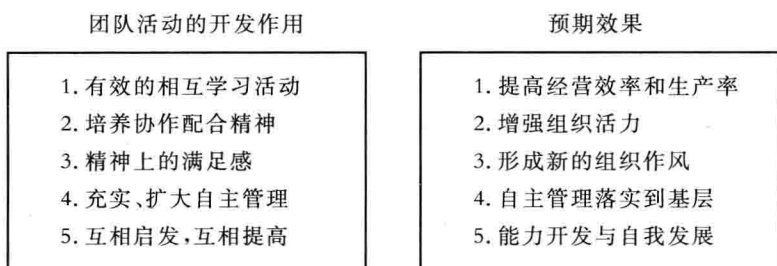 团队活动的开发作用
1. 有效的相互学习活动
2. 培养协作配合精神
3. 精神上的满足感
4. 充实、扩大自主管理
5. 互相启发,互相提高
预期效果
1. 提高经营效率和生产率
2. 增强组织活力
3. 形成新的组织作风
4. 自主管理落实到基层
5. 能力开发与自我发展